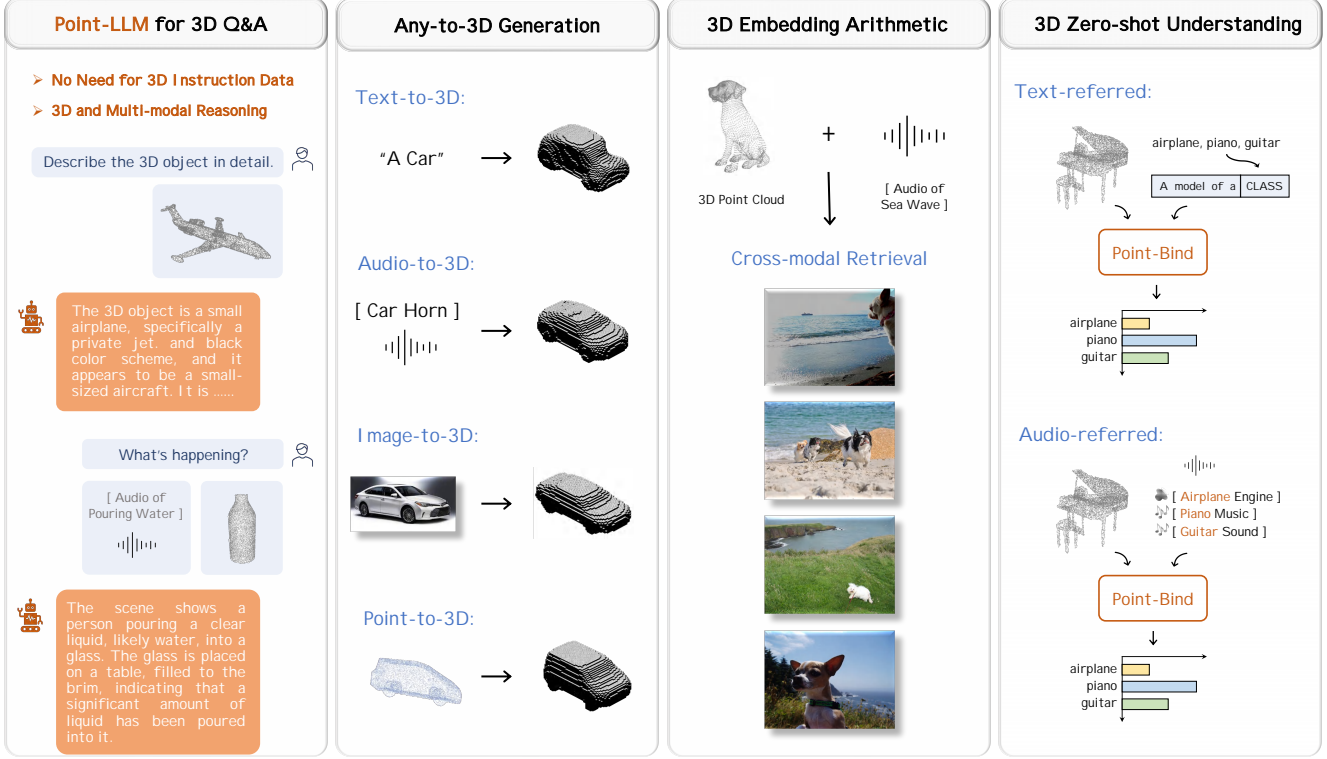 Point-LLM for 3D Q&A
No Need for 3D Instruction Data
3D and Multi-modal Reasoning
Describe the 3D object in detail.
The 3D object is a small
airplane, specifically a
private jet. and black
color scheme, and it
appears to be a small-
sized aircraft. It is ......
What's happening?
[ Audio of
Pouring Water ]
The scene shows a
person pouring a clear
liquid, likely water, into a
glass. The glass is placed
on a table, filled to the
brim, indicating that a
significant amount of
liquid has been poured
into it.
Any-to-3D Generation
Text-to-3D:
“A Car”
Audio-to-3D:
[ Car Horn ]
Image-to-3D:
Point-to-3D:
3D Embedding Arithmetic
+
3D Point Cloud
[ Audio of
Sea Wave ]
Cross-modal Retrieval
3D Zero-shot Understanding
Text-referred:
airplane, piano, guitar
A model of a CLASS
Point-Bind
airplane
piano
guitar
Audio-referred:
[ Airplane Engine ]
[ Piano Music ]
[ Guitar Sound ]
Point-Bind
airplane
piano
guitar